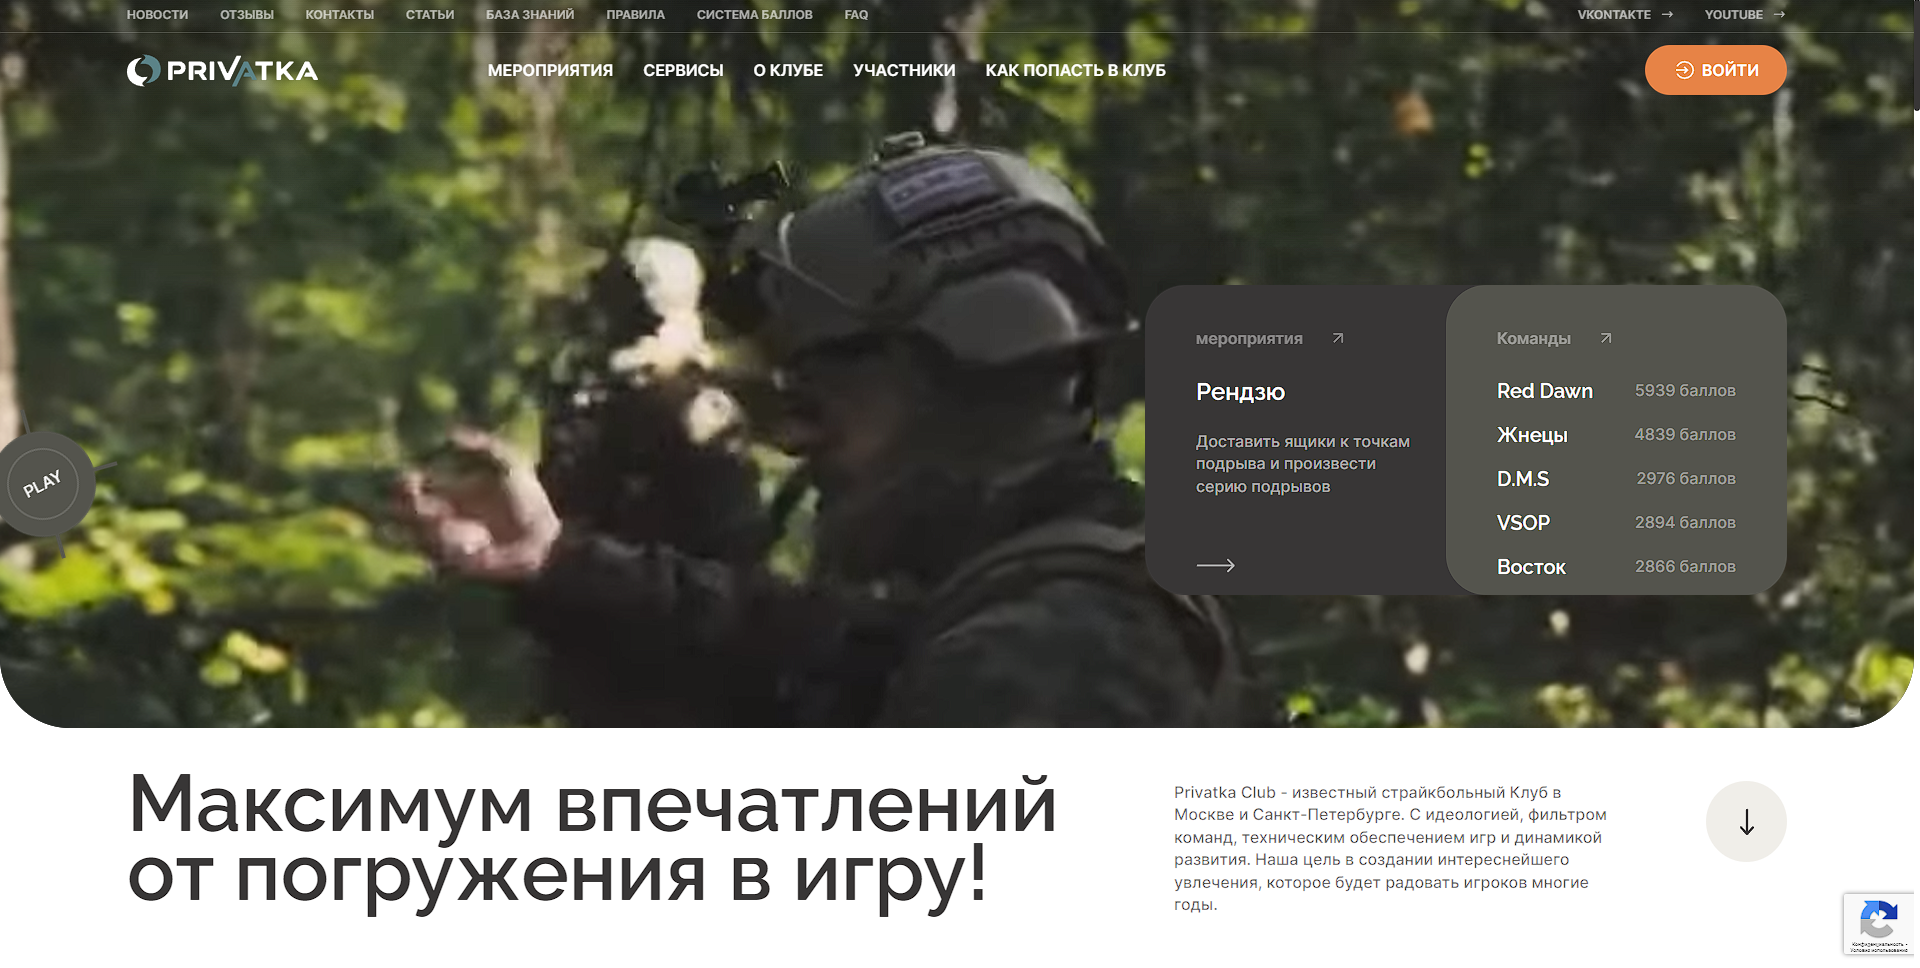 НОВОСТИ ОТЗЫВЫ КОНТАКТЫ СТАТЬИ БАЗА ЗНАНИЙ ПРАВИЛА СИСТЕМА БАЛЛОВ FAQ VKONTAKTE YOUTUBE
PRIVATKA МЕРОПРИЯТИЯ СЕРВИСЫ О КЛУБЕ УЧАСТНИКИ КАК ПОПАСТЬ В КЛУБ ВОЙТИ
PLAY
мероприятия
Рендзю
Доставить ящики к точкам
подрыва и произвести
серию подрывов
Команды
Red Dawn 5939 баллов
Жнецы 4839 баллов
D.M.S 2976 баллов
VSOP 2894 баллов
Восток 2866 баллов
Максимум впечатлений
от погружения в игру!
Privatka Club - известный страйкбольный Клуб в
Москве и Санкт-Петербурге. С идеологией, фильтром
команд, техническим обеспечением игр и динамикой
развития. Наша цель в создании интереснейшего
увлечения, которое будет радовать игроков многие
годы.
Конфиденциальность -
Условия использования